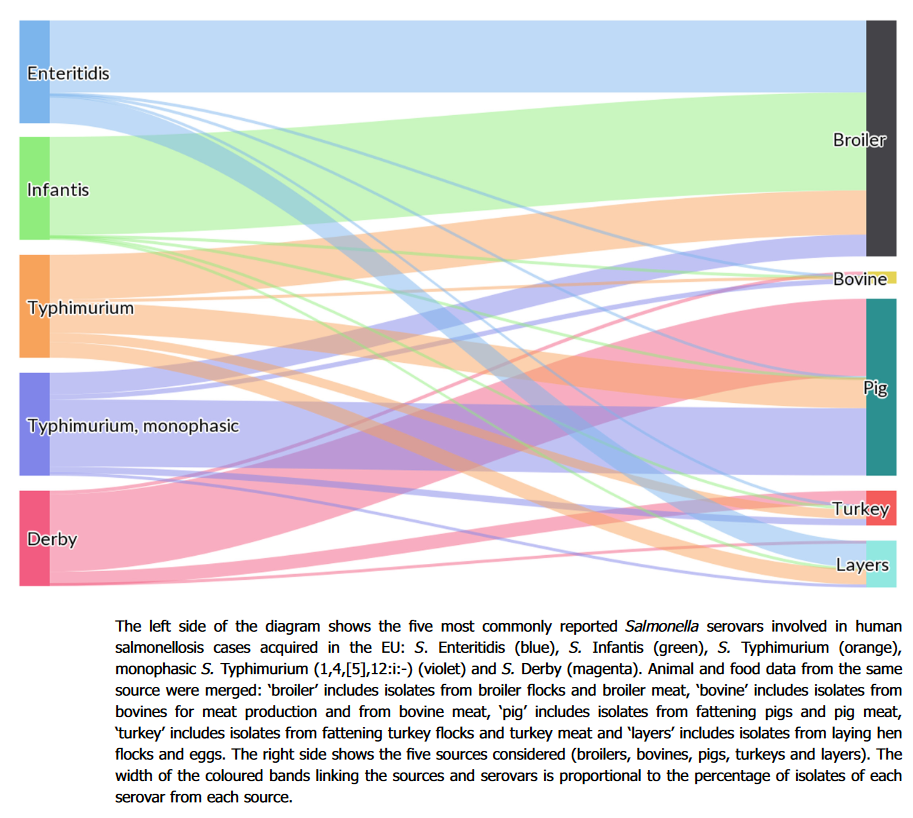 Enteritidis
Infantis
Typhimurium
Typhimurium, monophasic
Derby
Broiler
Bovine
Pig
Turkey
Layers
The left side of the diagram shows the five most commonly reported Salmonella serovars involved in human
salmonellosis cases acquired in the EU: S. Enteritidis (blue), S. Infantis (green), S. Typhimurium (orange),
monophasic S. Typhimurium (1,4,[5],12:i:-) (violet) and S. Derby (magenta). Animal and food data from the same
source were merged: ‘broiler’ includes isolates from broiler flocks and broiler meat, ‘bovine’ includes isolates from
bovines for meat production and from bovine meat, ‘pig’ includes isolates from fattening pigs and pig meat,
‘turkey’ includes isolates from fattening turkey flocks and turkey meat and ‘layers’ includes isolates from laying hen
flocks and eggs. The right side shows the five sources considered (broilers, bovines, pigs, turkeys and layers). The
width of the coloured bands linking the sources and serovars is proportional to the percentage of isolates of each
serovar from each source.